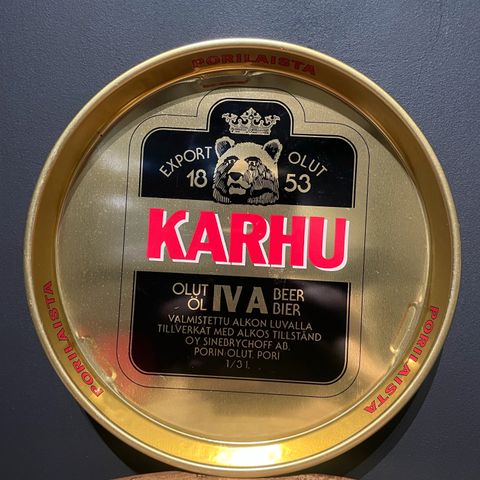 PORILAISTA
EXPORT OLUT
18 53
KARHU
OLUT IVA BEER
ÖL BIER
VALMISTETTU ALKON LUVALLA
TILLVERKAT MED ALKOS TILLSTÅND
OY SINEBRYCHOFF AB.
PORIN OLUT. PORI
1/3 l.
PORILAISTA
PORILAISTA